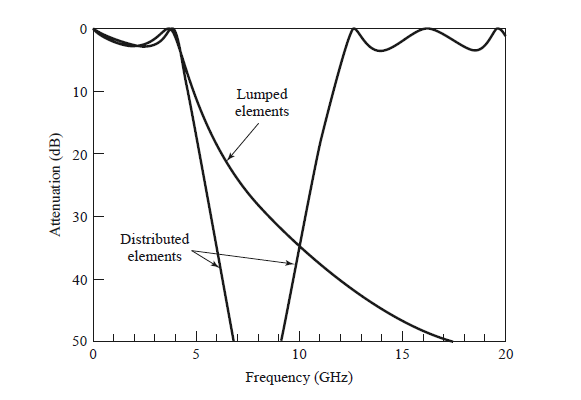 0
10
20
30
40
50
Attenuation (dB)
Lumped
elements
Distributed
elements
0
5
10
15
20
Frequency (GHz)